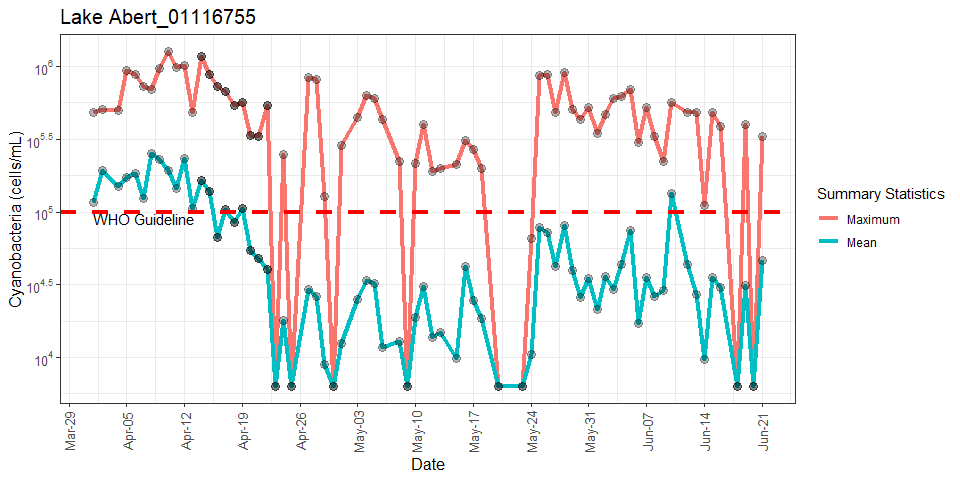 Lake Abert_01116755
Cyanobacteria (cells/mL)
10^6
10^5.5
10^5
10^4.5
10^4
WHO Guideline
Mar-29
Apr-05
Apr-12
Apr-19
Apr-26
May-03
May-10
May-17
May-24
May-31
Jun-07
Jun-14
Jun-21
Date
Summary Statistics
Maximum
Mean